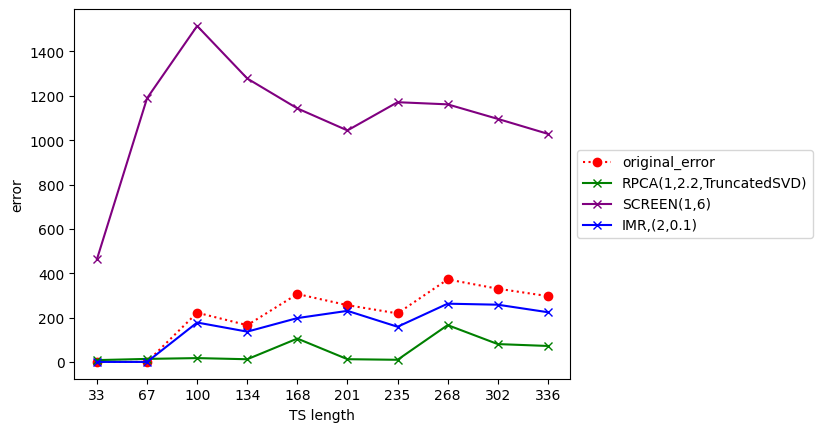 1400
1200
1000
800
600
400
200
0
error
33 67 100 134 168 201 235 268 302 336
TS length
original_error
RPCA(1,2.2,TruncatedSVD)
SCREEN(1,6)
IMR,(2,0.1)